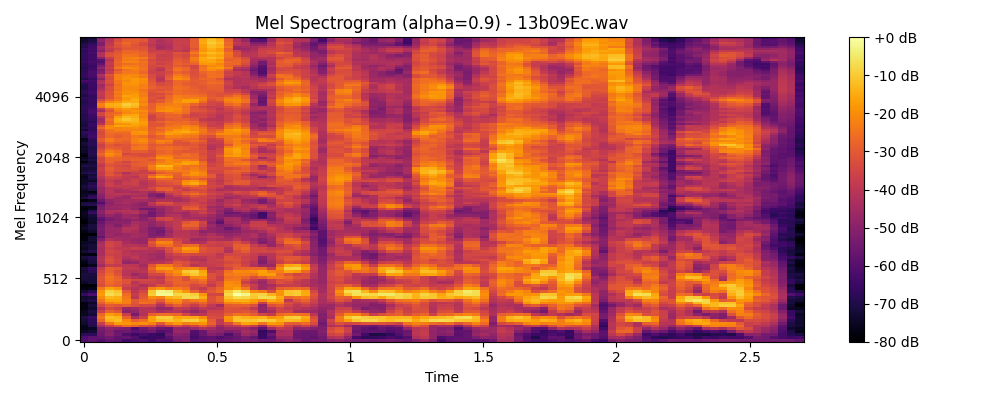 Mel Spectrogram (alpha=0.9) - 13b09Ec.wav
Mel Frequency
4096
2048
1024
512
0
0
0.5
1
1.5
2
2.5
Time
+0 dB
-10 dB
-20 dB
-30 dB
-40 dB
-50 dB
-60 dB
-70 dB
-80 dB